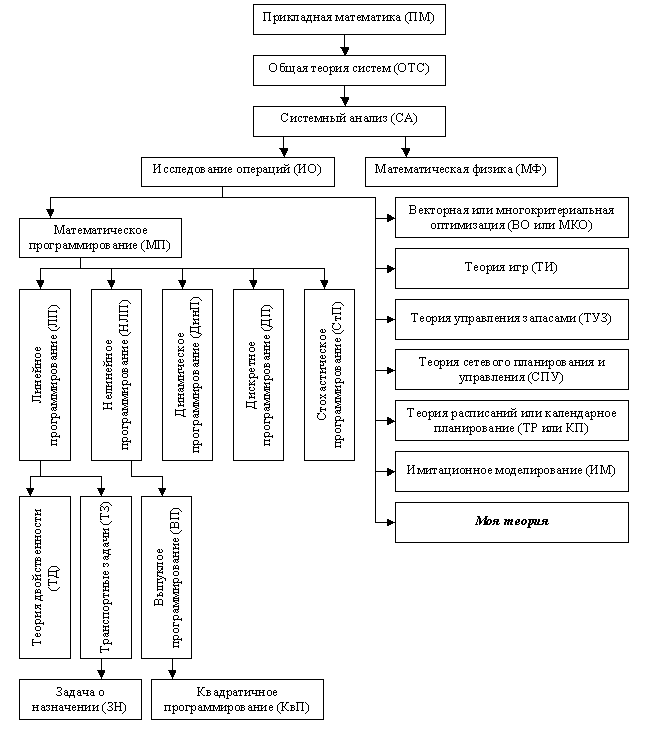 Прикладная математика (ПМ)
Общая теория систем (ОТС)
Системный анализ (СА)
Исследование операций (ИО)
Математическая физика (МФ)
Математическое
программирование (МП)
Векторная или многокритериальная
оптимизация (ВО или МКО)
Теория игр (ТИ)
Теория управления запасами (ТУЗ)
Теория сетевого планирования и
управления (СПУ)
Теория расписаний или календарное
планирование (ТР или КП)
Имитационное моделирование (ИМ)
Моя теория
Линейное
программирование (ЛП)
Нелинейное
программирование (НЛП)
Динамическое
программирование (ДинП)
Дискретное
программирование (ДП)
Стохастическое
программирование (СтП)
Теория двойственности
(ТД)
Транспортные задачи (ТЗ)
Выпуклое
программирование (ВП)
Задача о
назначении (ЗН)
Квадратичное
программирование (КвП)